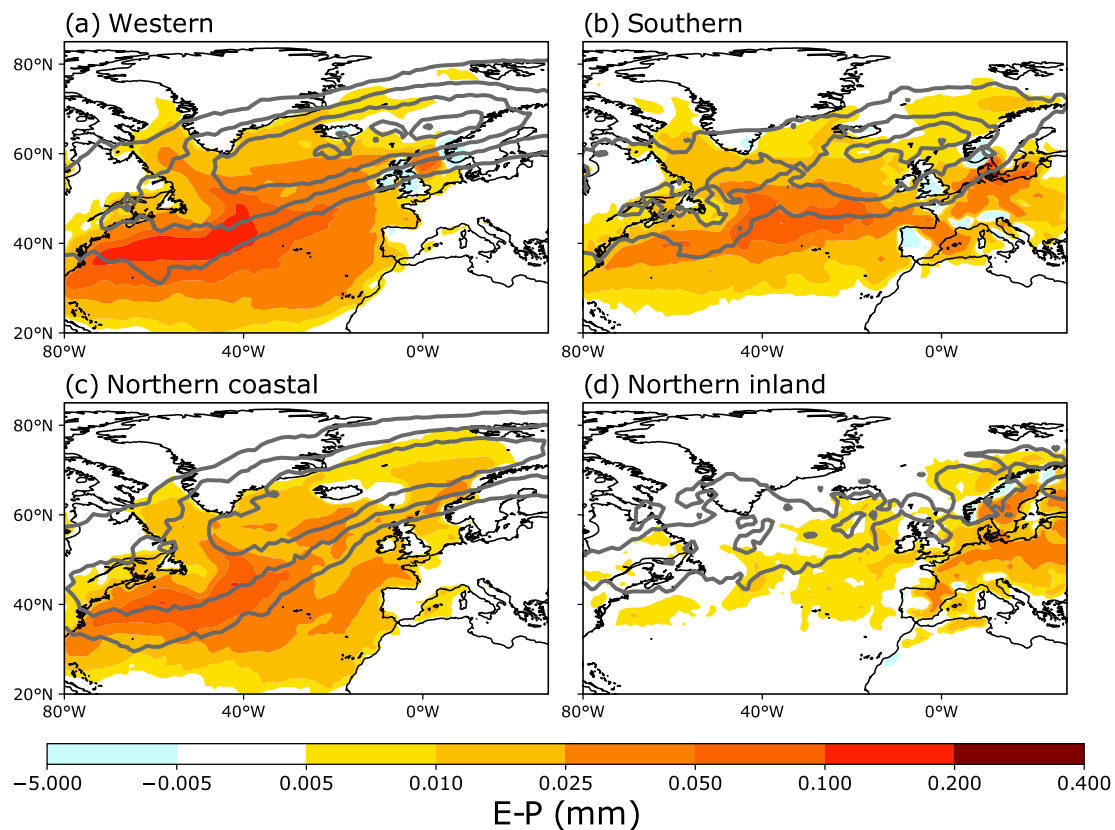 (a) Western
(b) Southern
80°N
60°N
40°N
20°N
80°W
40°W
0°W
80°W
40°W
0°W
(c) Northern coastal
(d) Northern inland
80°N
60°N
40°N
20°N
80°W
40°W
0°W
80°W
40°W
0°W
−5.000 −0.005 0.005 0.010 0.025 0.050 0.100 0.200 0.400
E-P (mm)